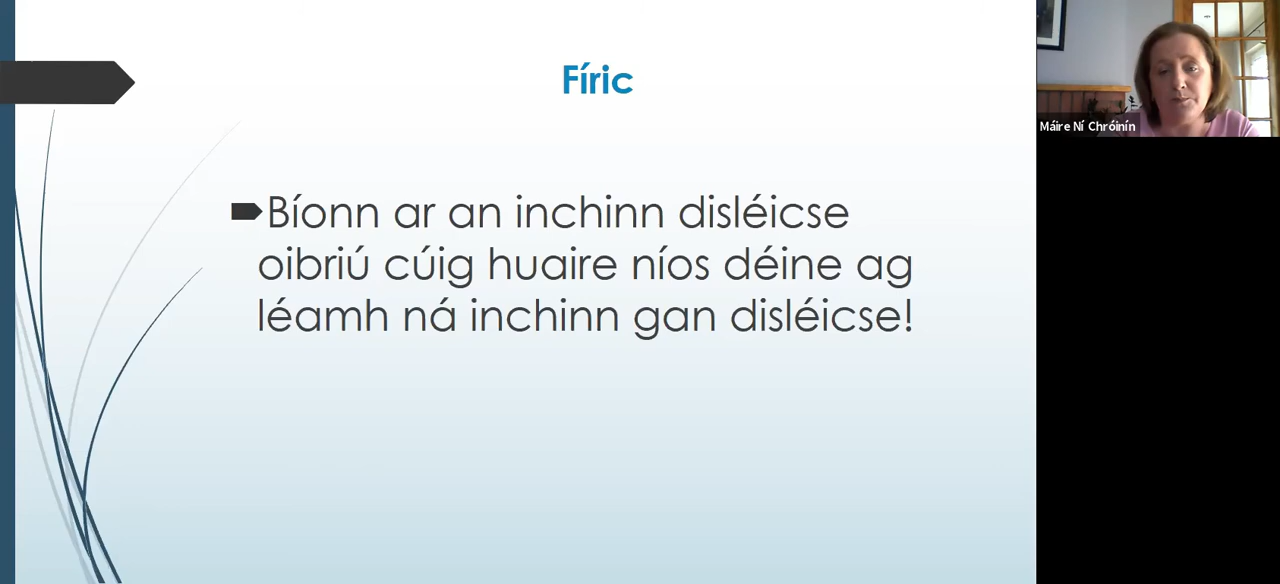 Fíric
Bíonn ar an inchinn disléicse
oibriú cúig huaire níos déine ag
léamh ná inchinn gan disléicse!
Máire Ní Chróinín